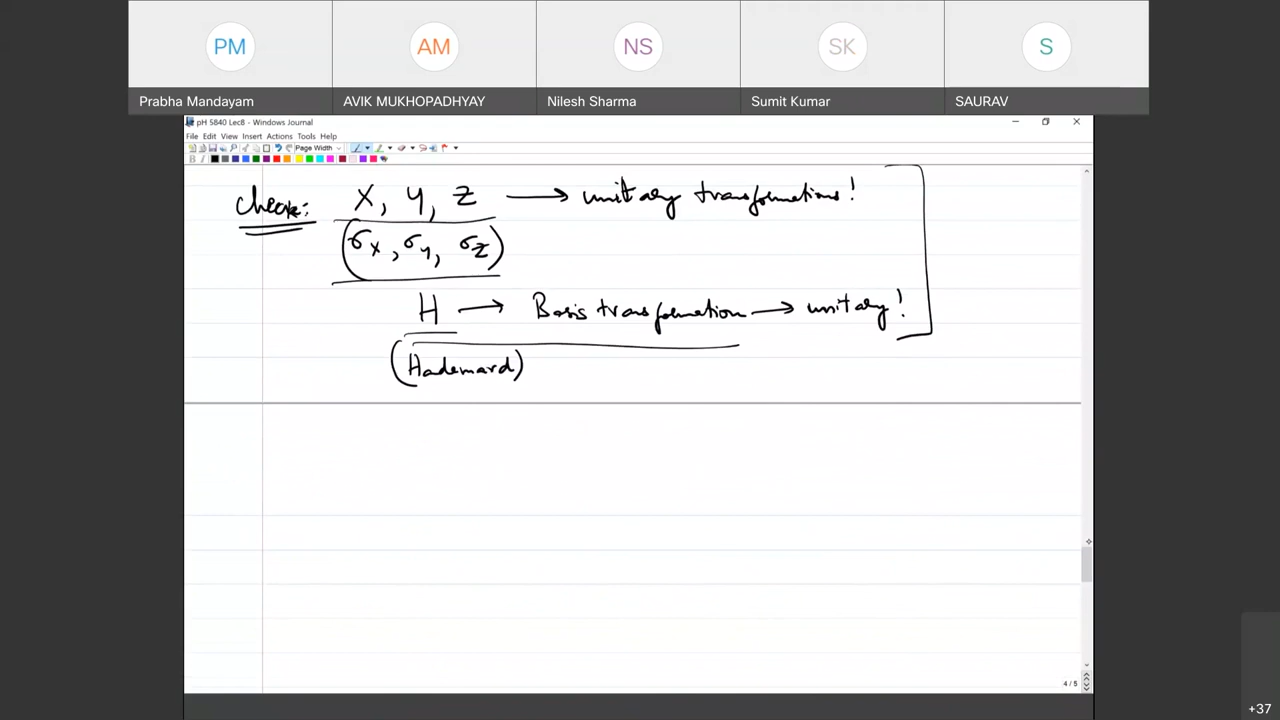 PM
AM
NS
SK
S
Prabha Mandayam
AVIK MUKHOPADHYAY
Nilesh Sharma
Sumit Kumar
SAURAV
pH 5840 Lec8 - Windows Journal
File Edit View Insert Actions Tools Help
Page Width
B I
check: X, Y, Z → unitary transformations!
(σx, σy, σz)
H → Basis transformation → unitary!
(Hademard)
4 / 5
+37